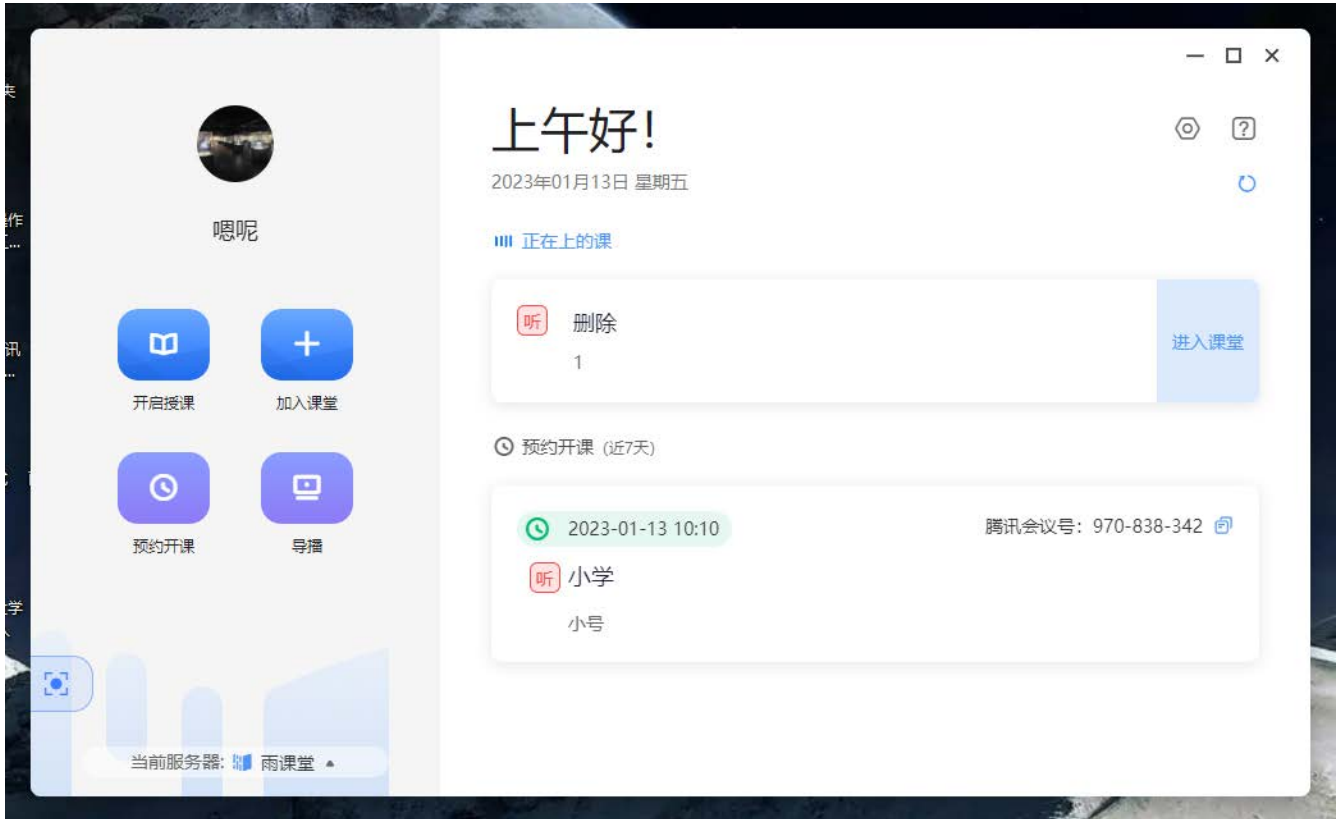 夹
作
...
讯
...
学
上午好!
2023年01月13日 星期五
嗯呢
正在上的课
听 删除
1
进入课堂
开启授课 加入课堂
预约开课 (近7天)
2023-01-13 10:10 腾讯会议号: 970-838-342
听 小学
小号
预约开课 导播
当前服务器: 雨课堂